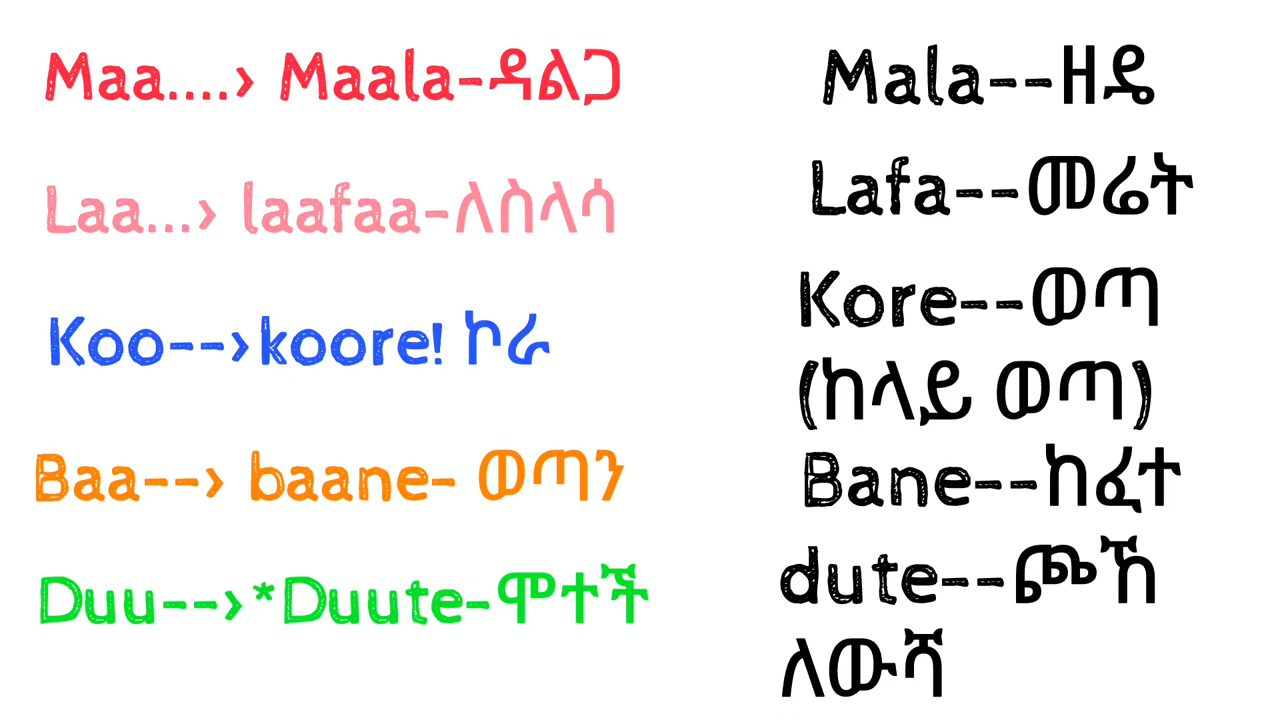 Maa....› Maala-ዳልጋ
Laa...› laafaa-ለስላሳ
Koo--›koore! ኮራ
Baa--› baane- ወጣን
Duu--›*Duute-ሞተች
Mala--ዘዴ
Lafa--መሬት
Kore--ወጣ
(ከላይ ወጣ)
Bane--ከፈተ
dute--ጮኸ
ለውሻ